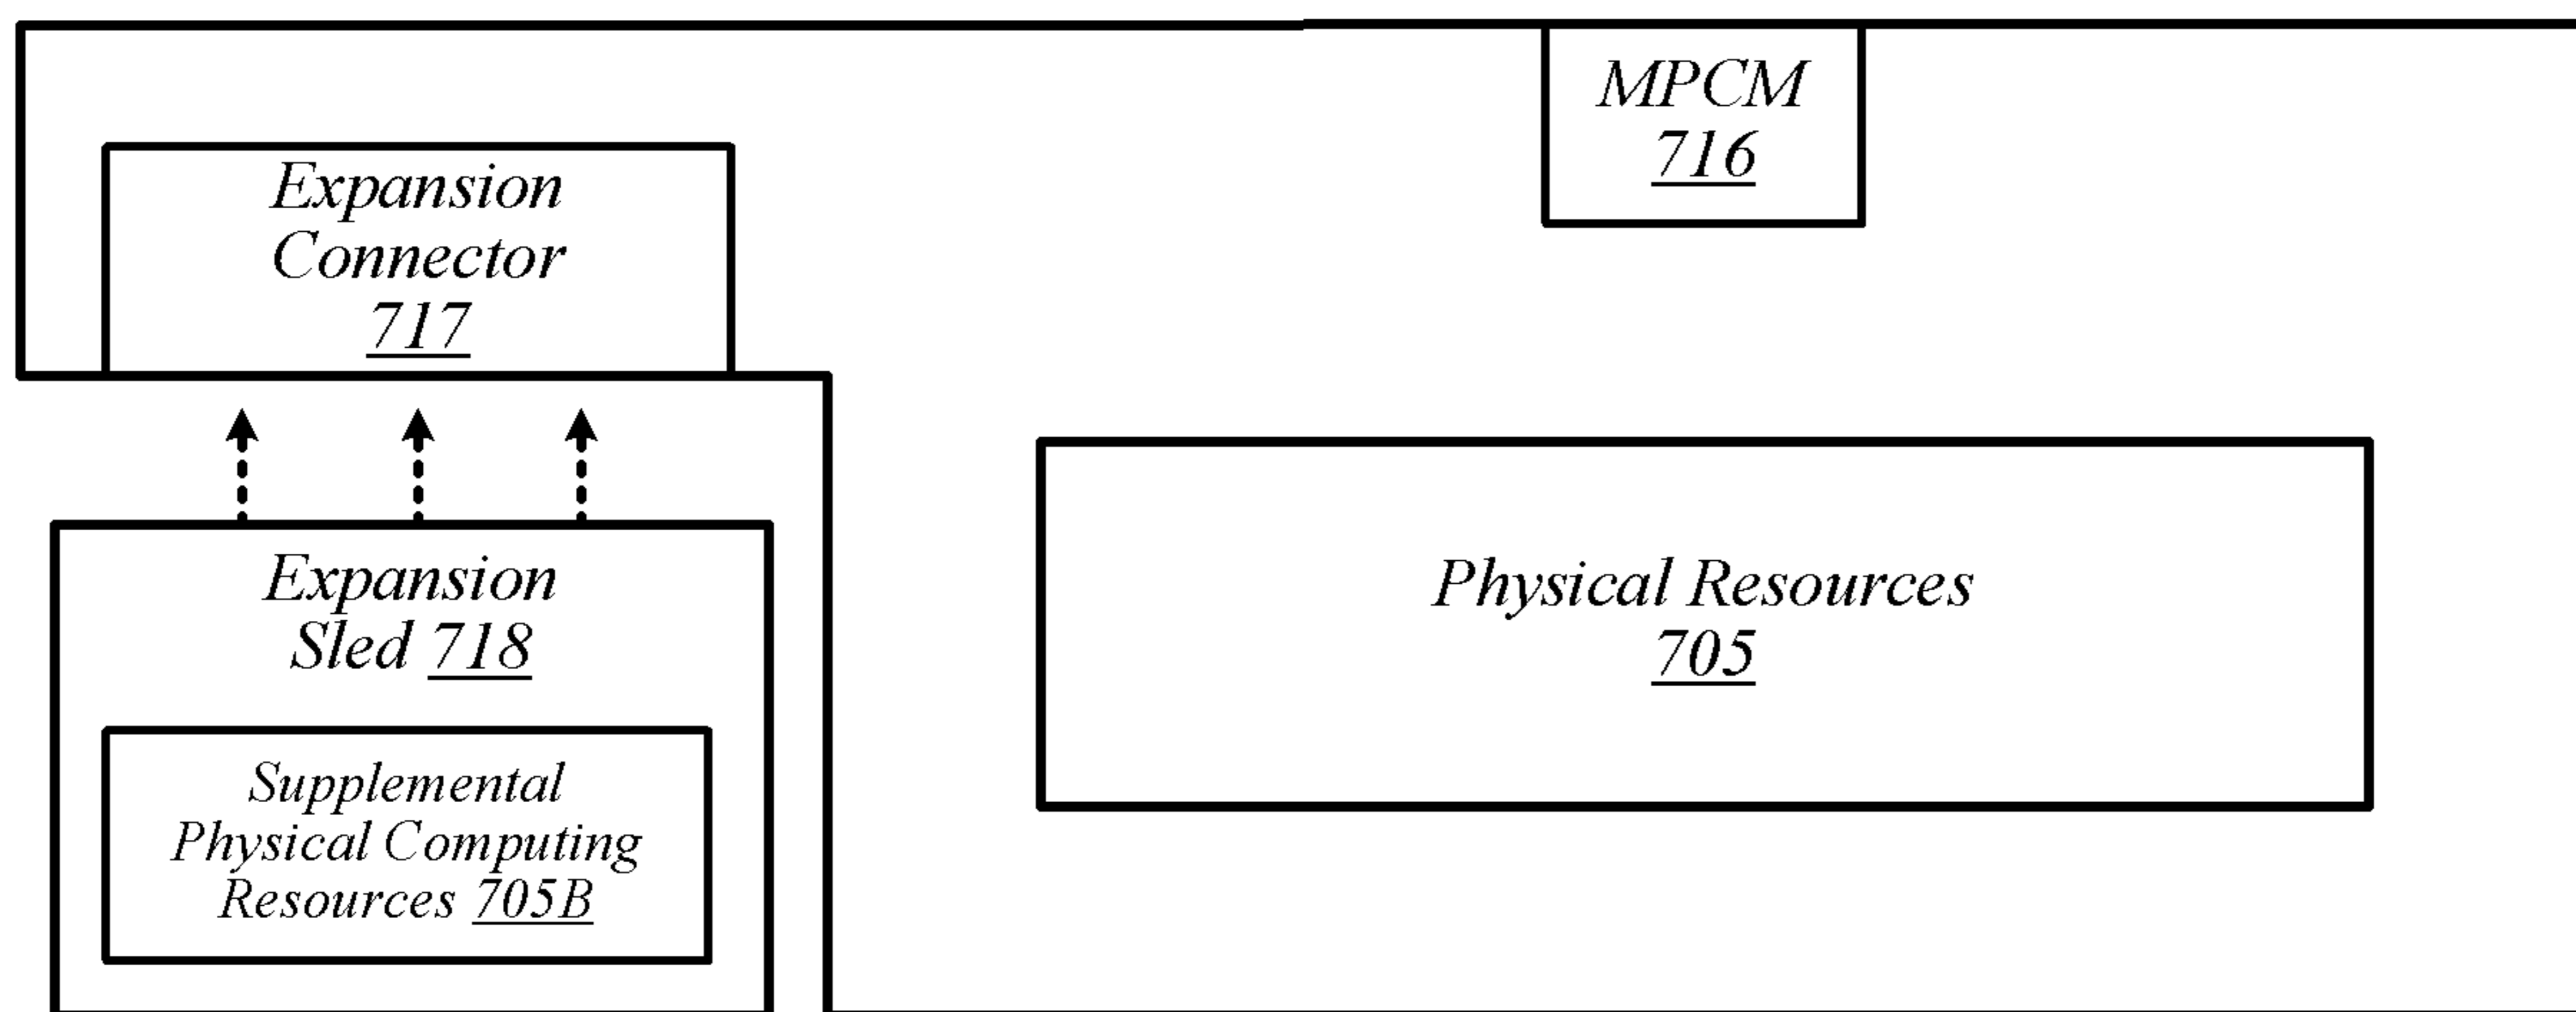 MPCM
716
Expansion
Connector
717
Expansion
Sled 718
Supplemental
Physical Computing
Resources 705B
Physical Resources
705